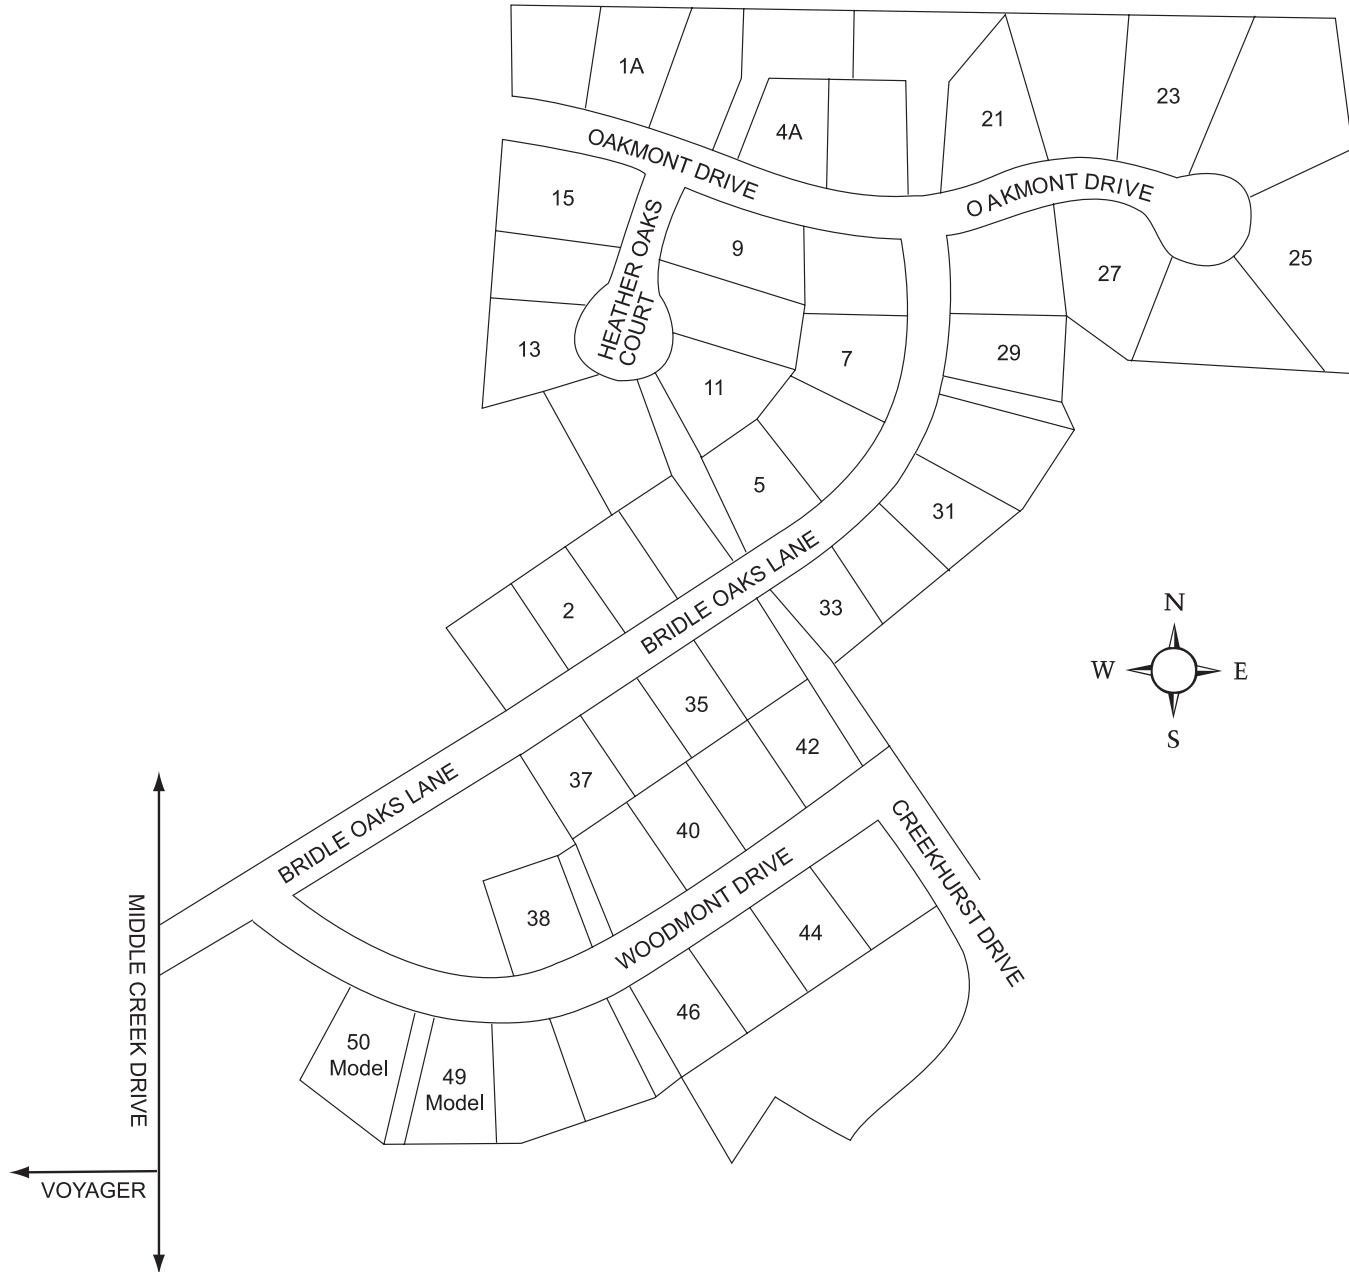 1A
4A
21
23
OAKMONT DRIVE
OAKMONT DRIVE
15
9
HEATHER OAKS
COURT
27
25
13
11
7
29
5
31
2
BRIDLE OAKS LANE
33
N
W
E
S
35
42
37
40
BRIDLE OAKS LANE
CREEKHURST DRIVE
38
WOODMONT DRIVE
44
MIDDLE CREEK DRIVE
46
50
Model
49
Model
VOYAGER